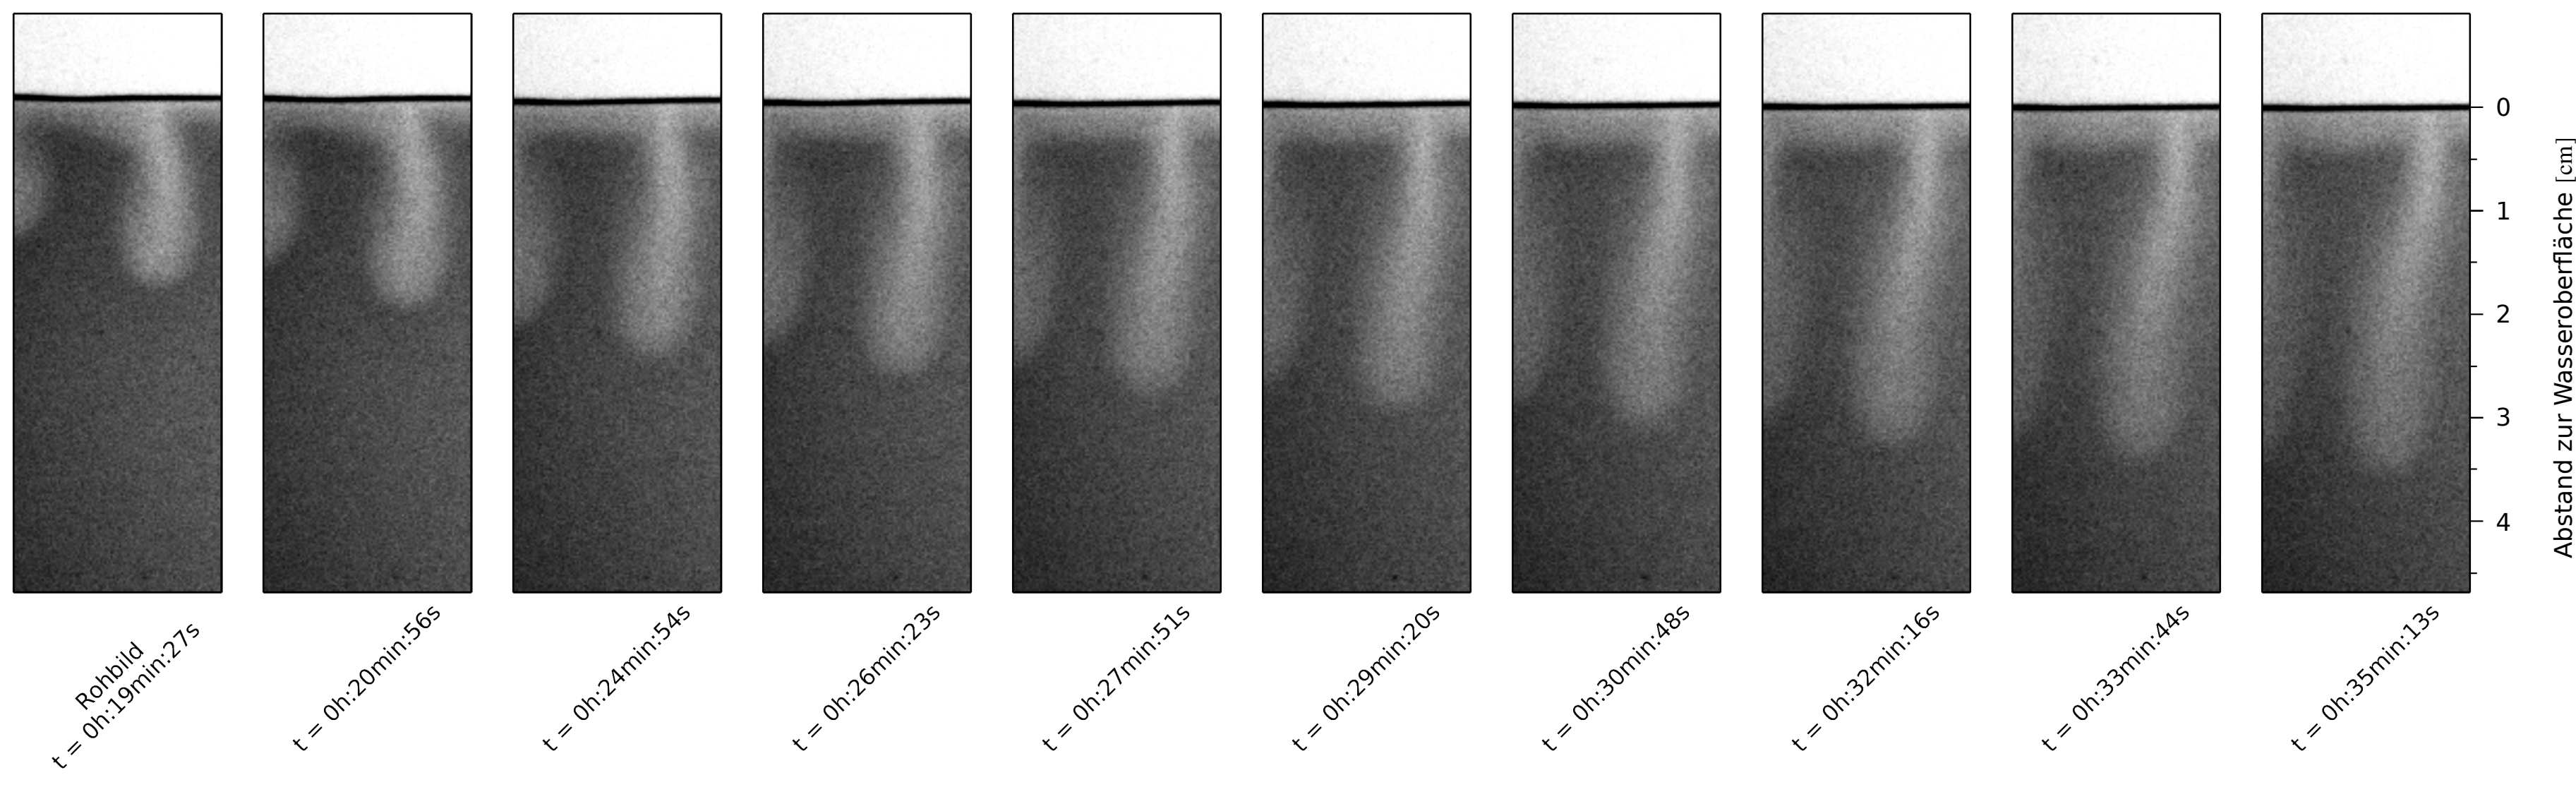 0
1
2
3
4
Abstand zur Wasseroberfläche [cm]
Rohbild
t = 0h:19min:27s
t = 0h:20min:56s
t = 0h:24min:54s
t = 0h:26min:23s
t = 0h:27min:51s
t = 0h:29min:20s
t = 0h:30min:48s
t = 0h:32min:16s
t = 0h:33min:44s
t = 0h:35min:13s